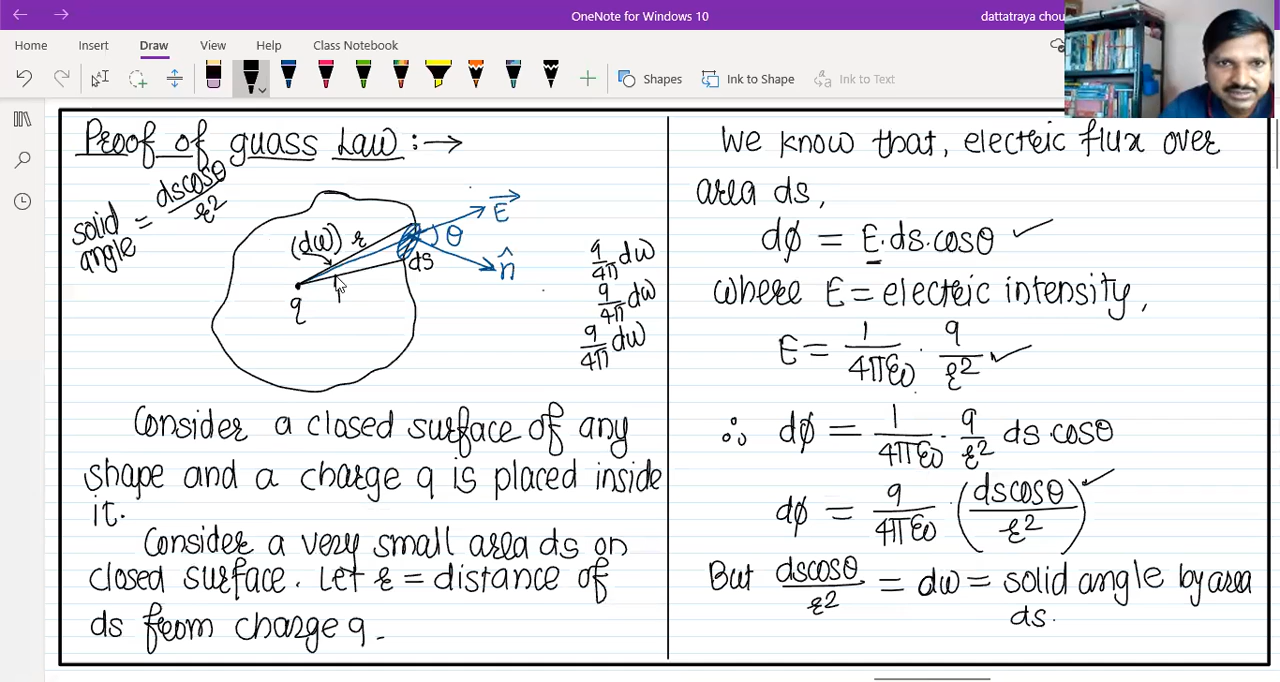 OneNote for Windows 10
dattatraya chou
Home Insert Draw View Help Class Notebook
Shapes Ink to Shape Ink to Text
Proof of guass Law :→
solid angle = dscosθ/r²
(dω) r
E
θ
n̂
ds
q
q/4π dω
q/4π dω
q/4π dω
Consider a closed surface of any
shape and a charge q is placed inside
it.
Consider a very small area ds on
closed surface. Let r = distance of
ds from charge q.
We know that, electric flux over
area ds,
dϕ = E·ds·cosθ ✓
where E = electric intensity,
E = 1/4πε0 · q/r² ✓
∴ dϕ = 1/4πε0 · q/r² ds·cosθ
dϕ = q/4πε0 · (dscosθ/r²) ✓
But dscosθ/r² = dω = solid angle by area
ds.